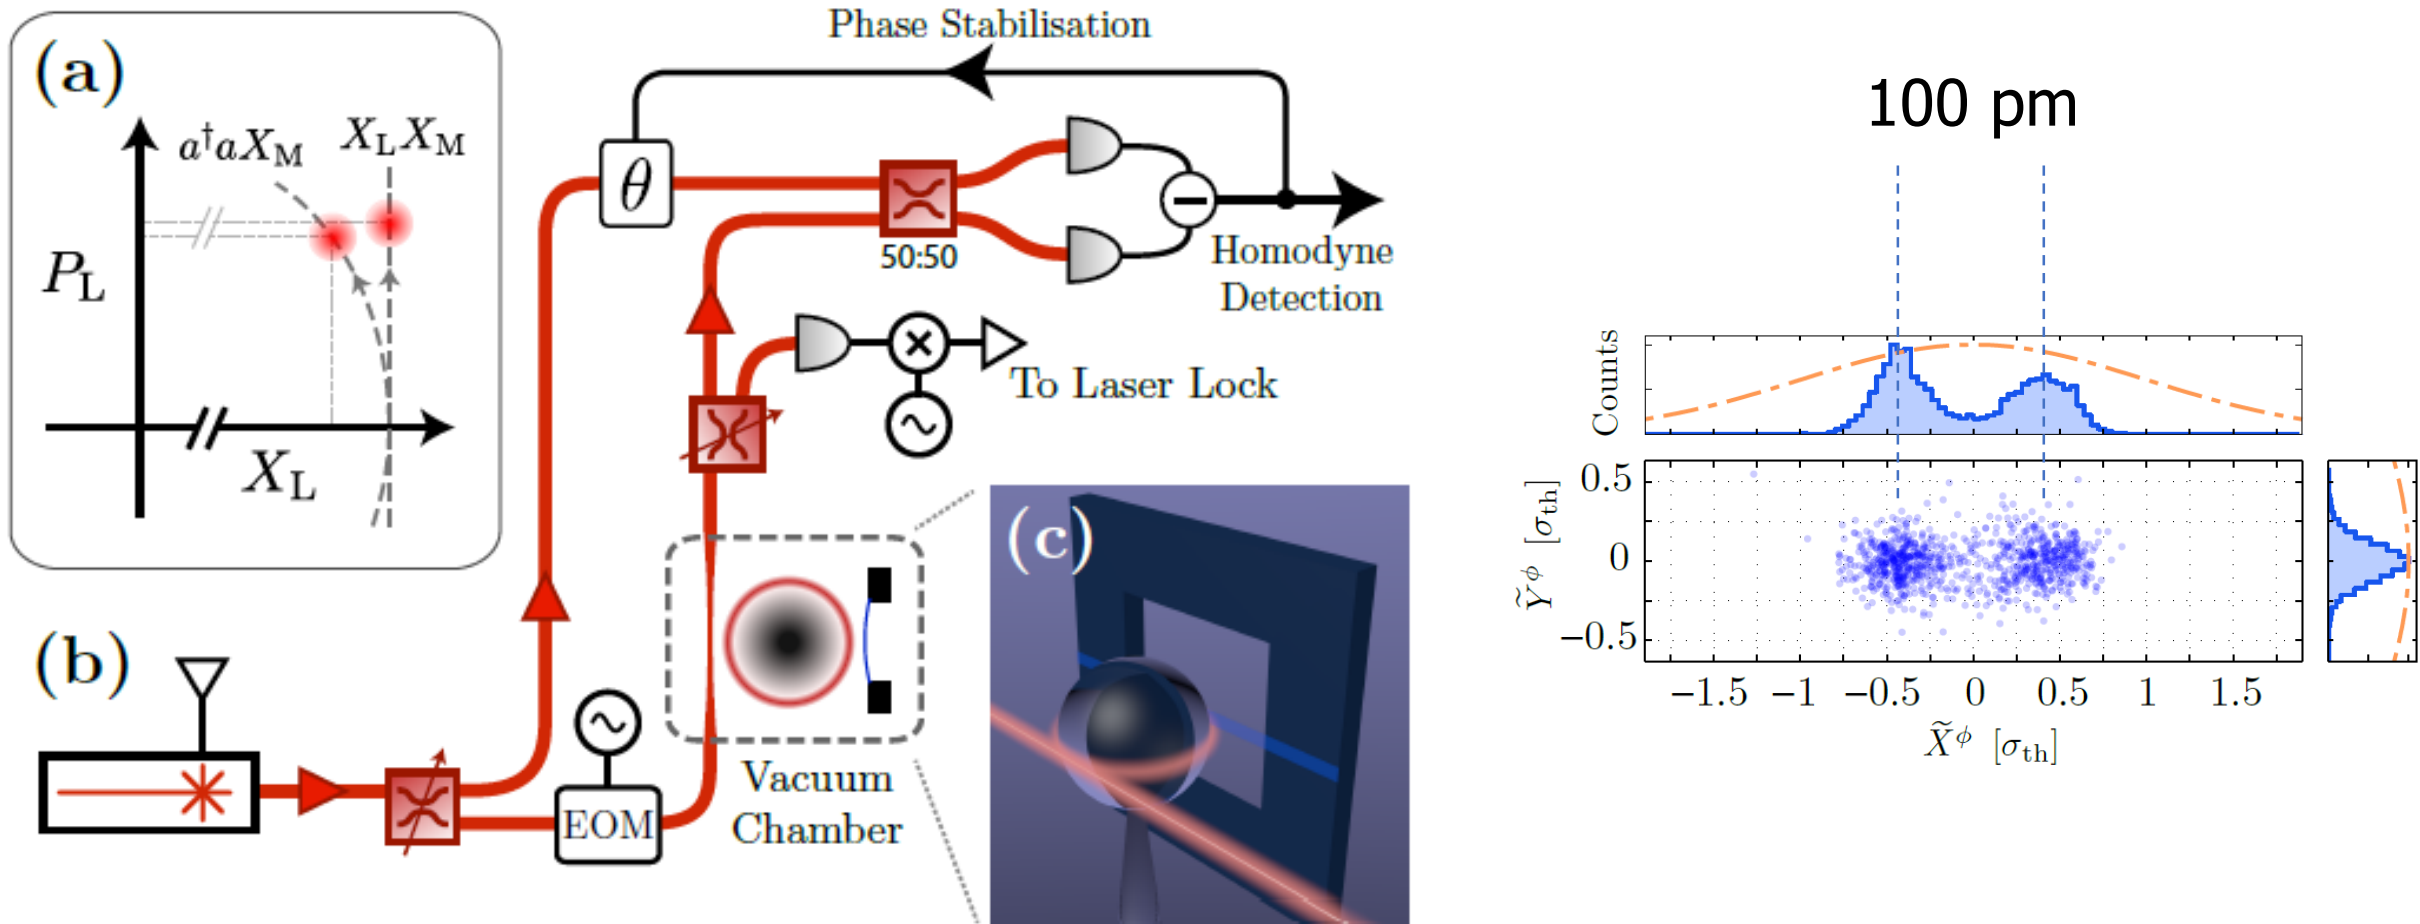 (a)
a†aX_M
X_L X_M
P_L
X_L
Phase Stabilisation
θ
50:50
Homodyne
Detection
To Laser Lock
(b)
EOM
Vacuum
Chamber
(c)
100 pm
Counts
0.5
0
−0.5
Ỹ^φ [σ_th]
−1.5 −1 −0.5 0 0.5 1 1.5
X̃^φ [σ_th]